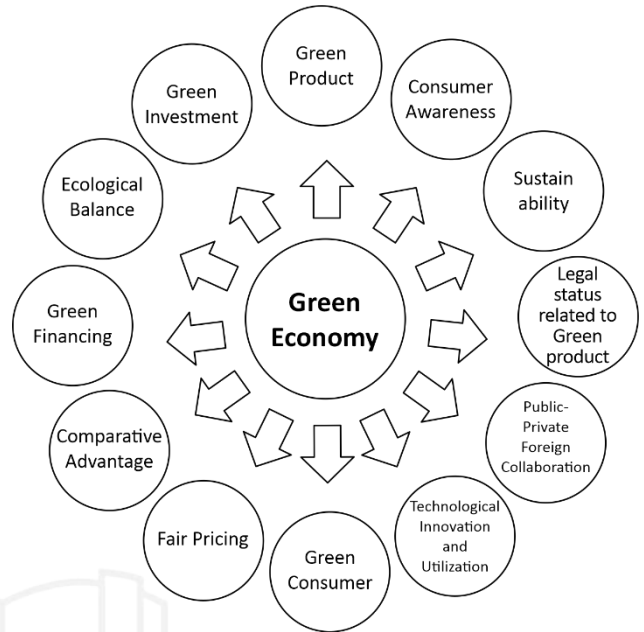 Green
Product
Consumer
Awareness
Sustain
ability
Legal
status
related to
Green
product
Public-
Private
Foreign
Collaboration
Technological
Innovation
and
Utilization
Green
Consumer
Fair Pricing
Comparative
Advantage
Green
Financing
Ecological
Balance
Green
Investment
Green
Economy